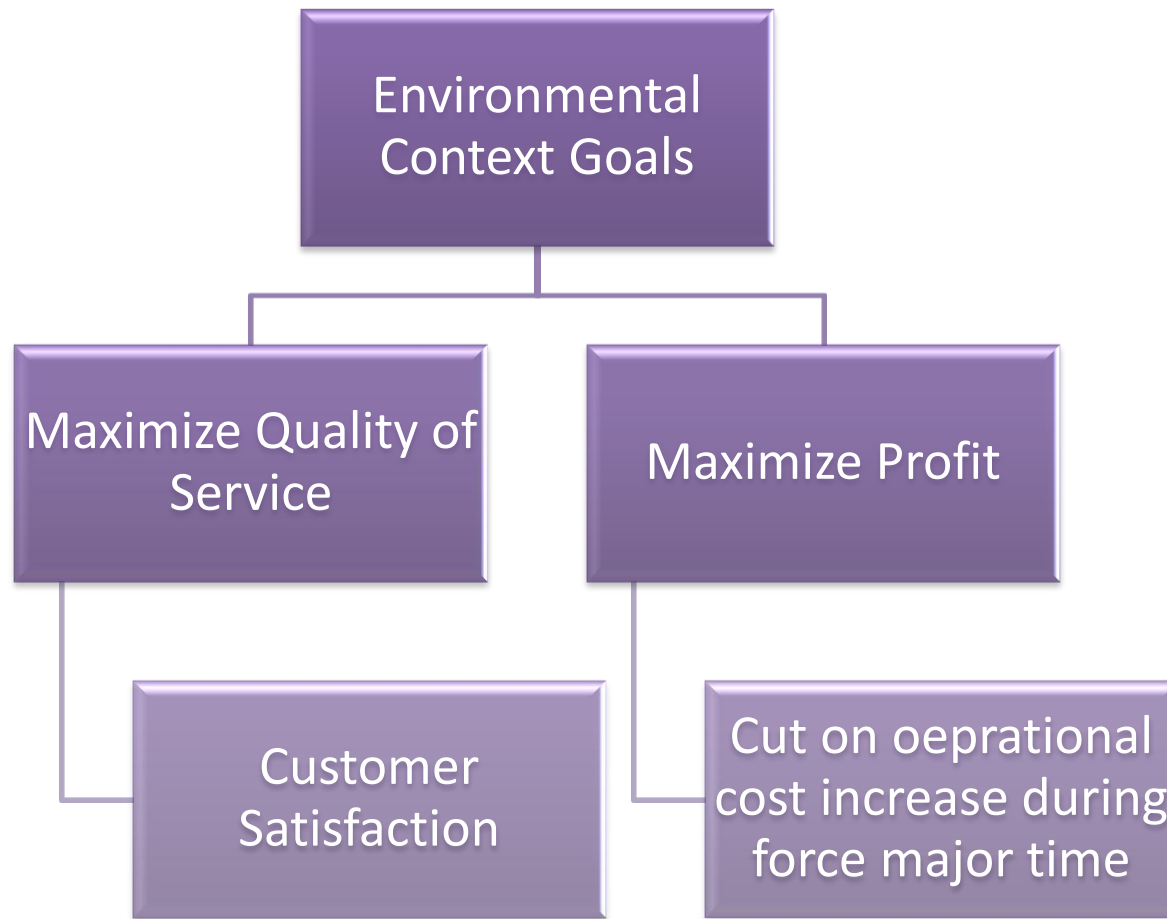 Environmental
Context Goals
Maximize Quality of
Service
Maximize Profit
Customer
Satisfaction
Cut on oeprational
cost increase during
force major time